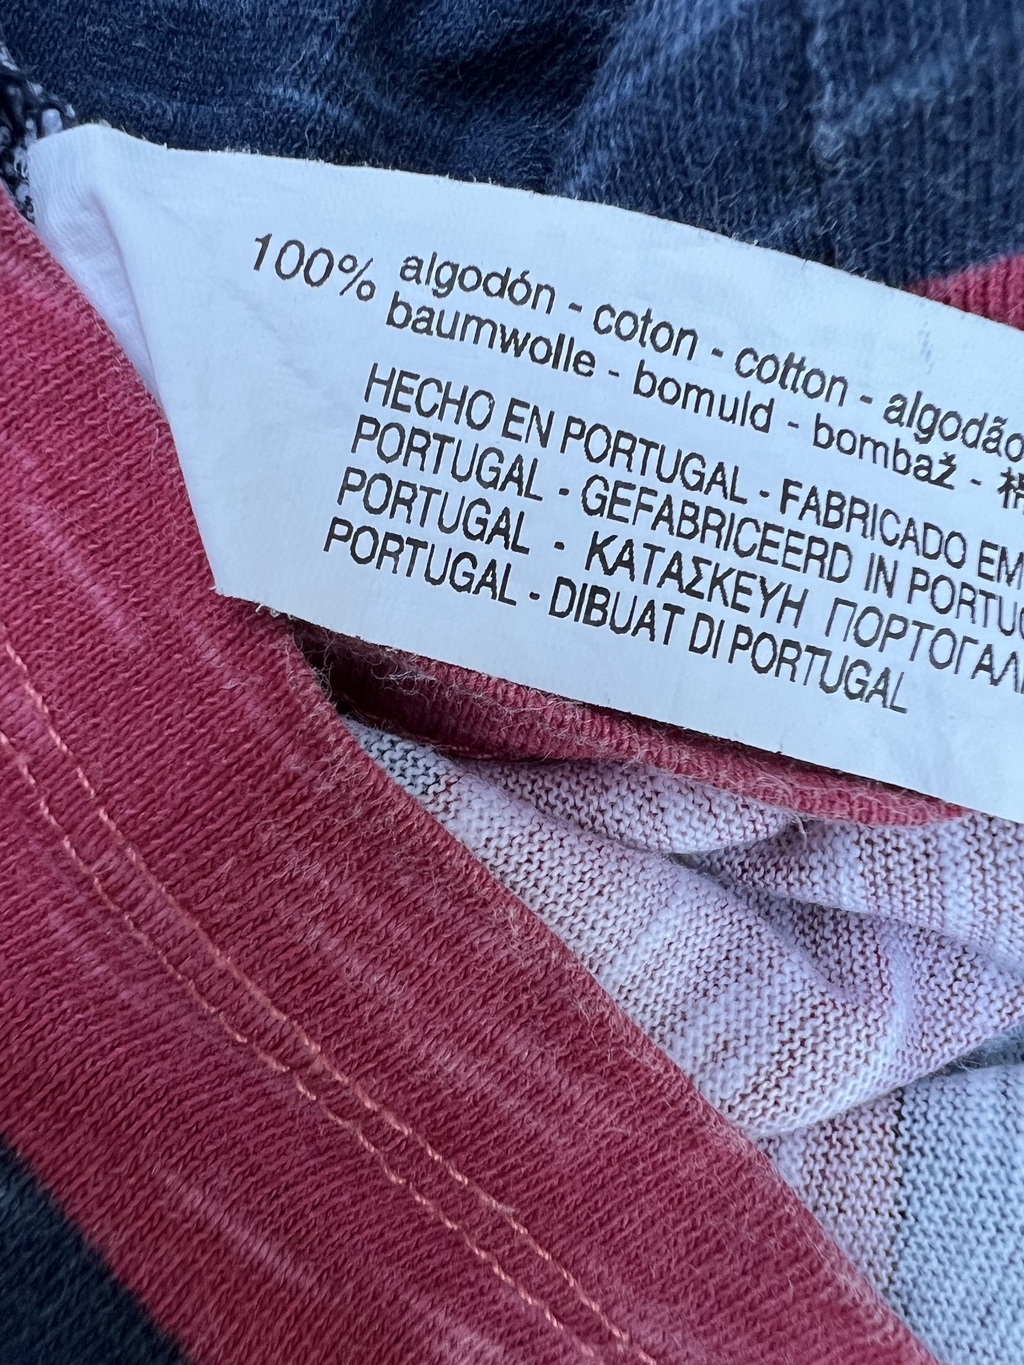 100% algodón - coton - cotton - algodão
baumwolle - bomuld - bombaž -
HECHO EN PORTUGAL - FABRICADO EM
PORTUGAL - GEFABRICEERD IN
PORTUGAL - ΚΑΤΑΣΚΕΥΗ
PORTUGAL - DIBUAT DI PORTUGAL